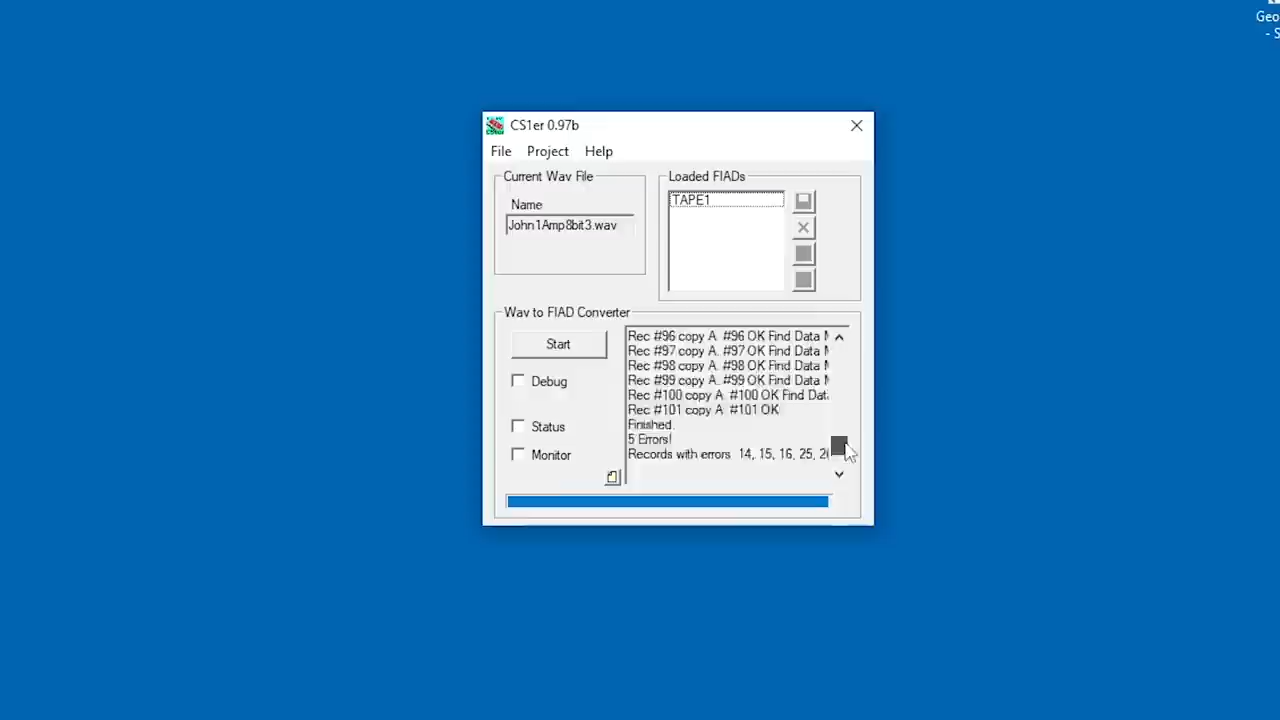 Geo
- S
CS1er 0.97b
File Project Help
Current Wav File
Name
John1Amp8bit3.wav
Loaded FIADs
TAPE1
Wav to FIAD Converter
Start
Debug
Status
Monitor
Rec #96 copy A. #96 OK Find Data
Rec #97 copy A. #97 OK Find Data
Rec #98 copy A. #98 OK Find Data
Rec #99 copy A. #99 OK Find Data
Rec #100 copy A. #100 OK Find Data
Rec #101 copy A. #101 OK
Finished.
5 Errors!
Records with errors 14, 15, 16, 25,